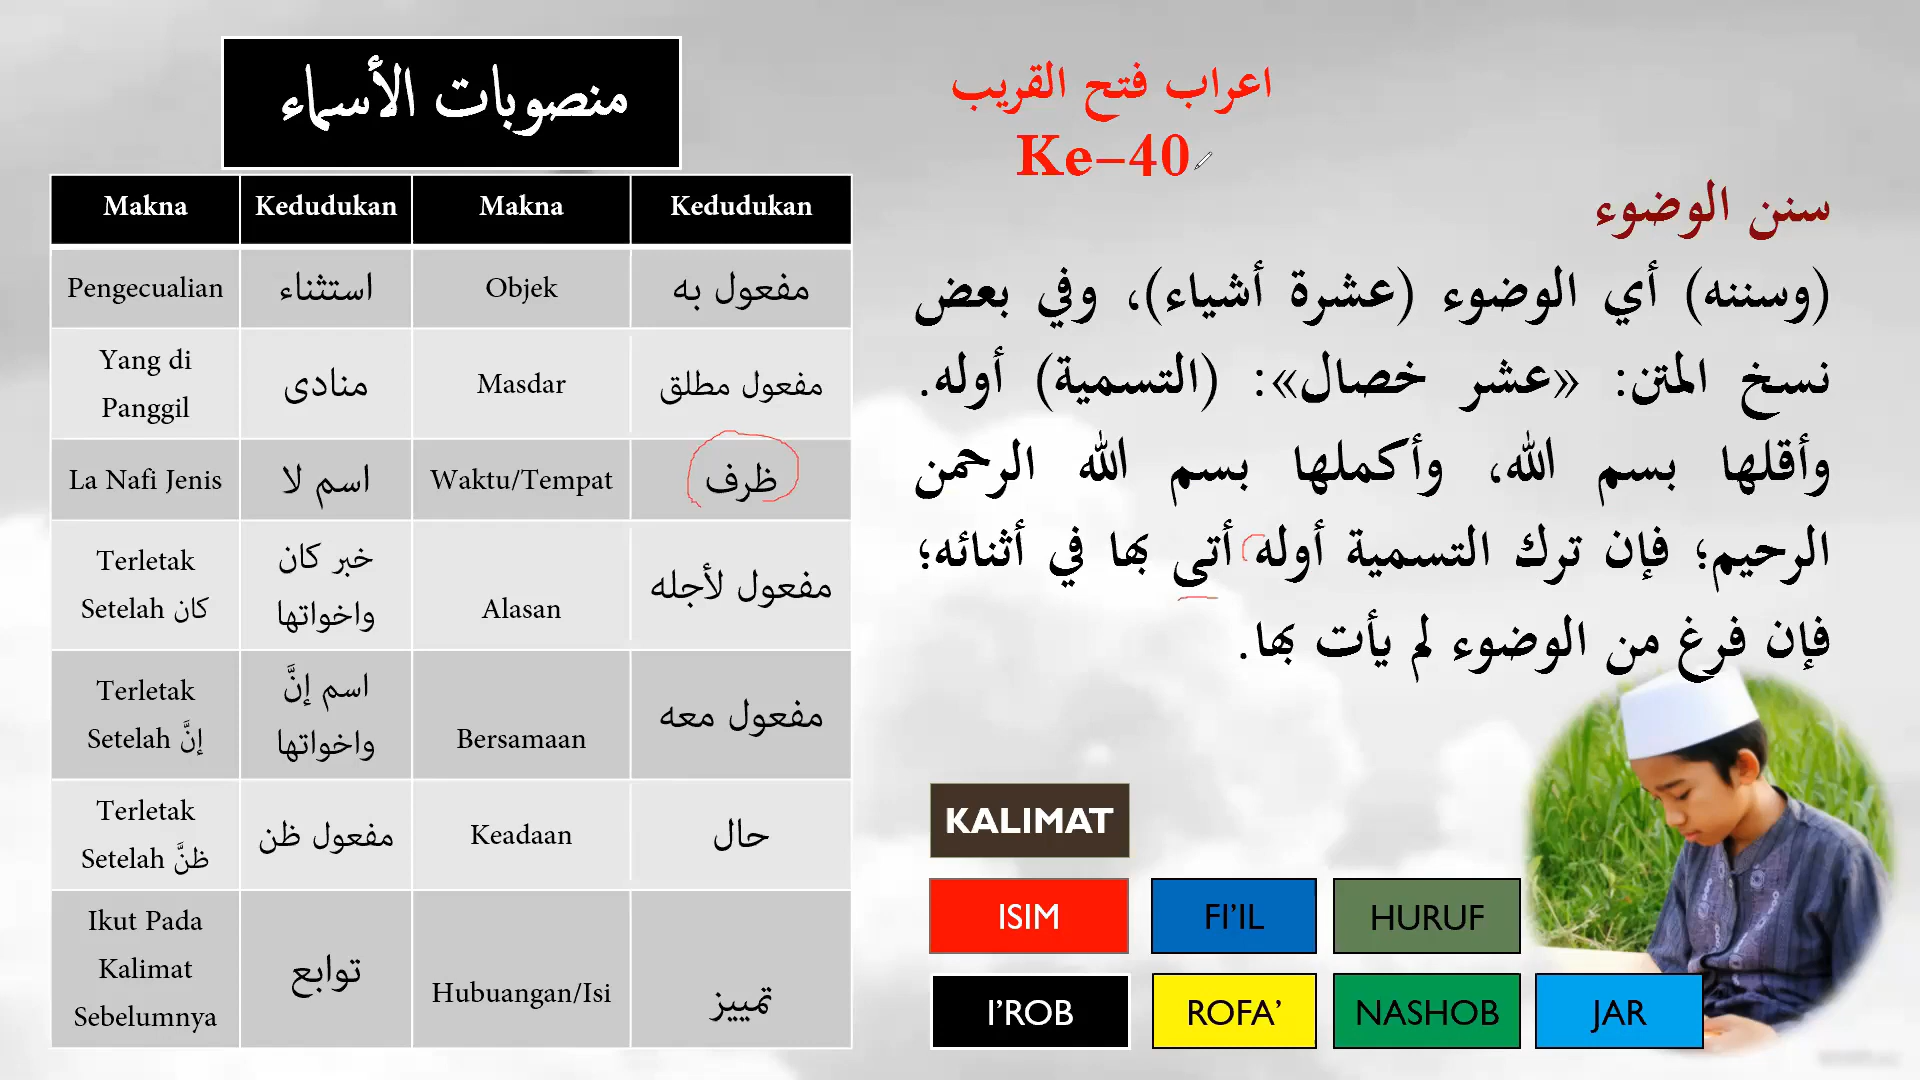 منصوبات الأسماء
Makna Kedudukan Makna Kedudukan
Pengecualian استثناء Objek مفعول به
Yang di Panggil منادى Masdar مفعول مطلق
La Nafi Jenis اسم لا Waktu/Tempat ظرف
Terletak Setelah كان خبر كان واخواتها Alasan مفعول لأجله
Terletak Setelah إنَّ اسم إنَّ واخواتها Bersamaan مفعول معه
Terletak Setelah ظنَّ مفعول ظن Keadaan حال
Ikut Pada Kalimat Sebelumnya توابع Hubuangan/Isi تمييز
اعراب فتح القريب
Ke-40
سنن الوضوء
(وسننه) أي الوضوء (عشرة أشياء)، وفي بعض
نسخ المتن: «عشر خصال»: (التسمية) أوله.
وأقلها بسم الله، وأكملها بسم الله الرحمن
الرحيم؛ فإن ترك التسمية أوله أتى بها في أثنائه؛
فإن فرغ من الوضوء لم يأت بها.
KALIMAT
ISIM FI'IL HURUF
I'ROB ROFA' NASHOB JAR